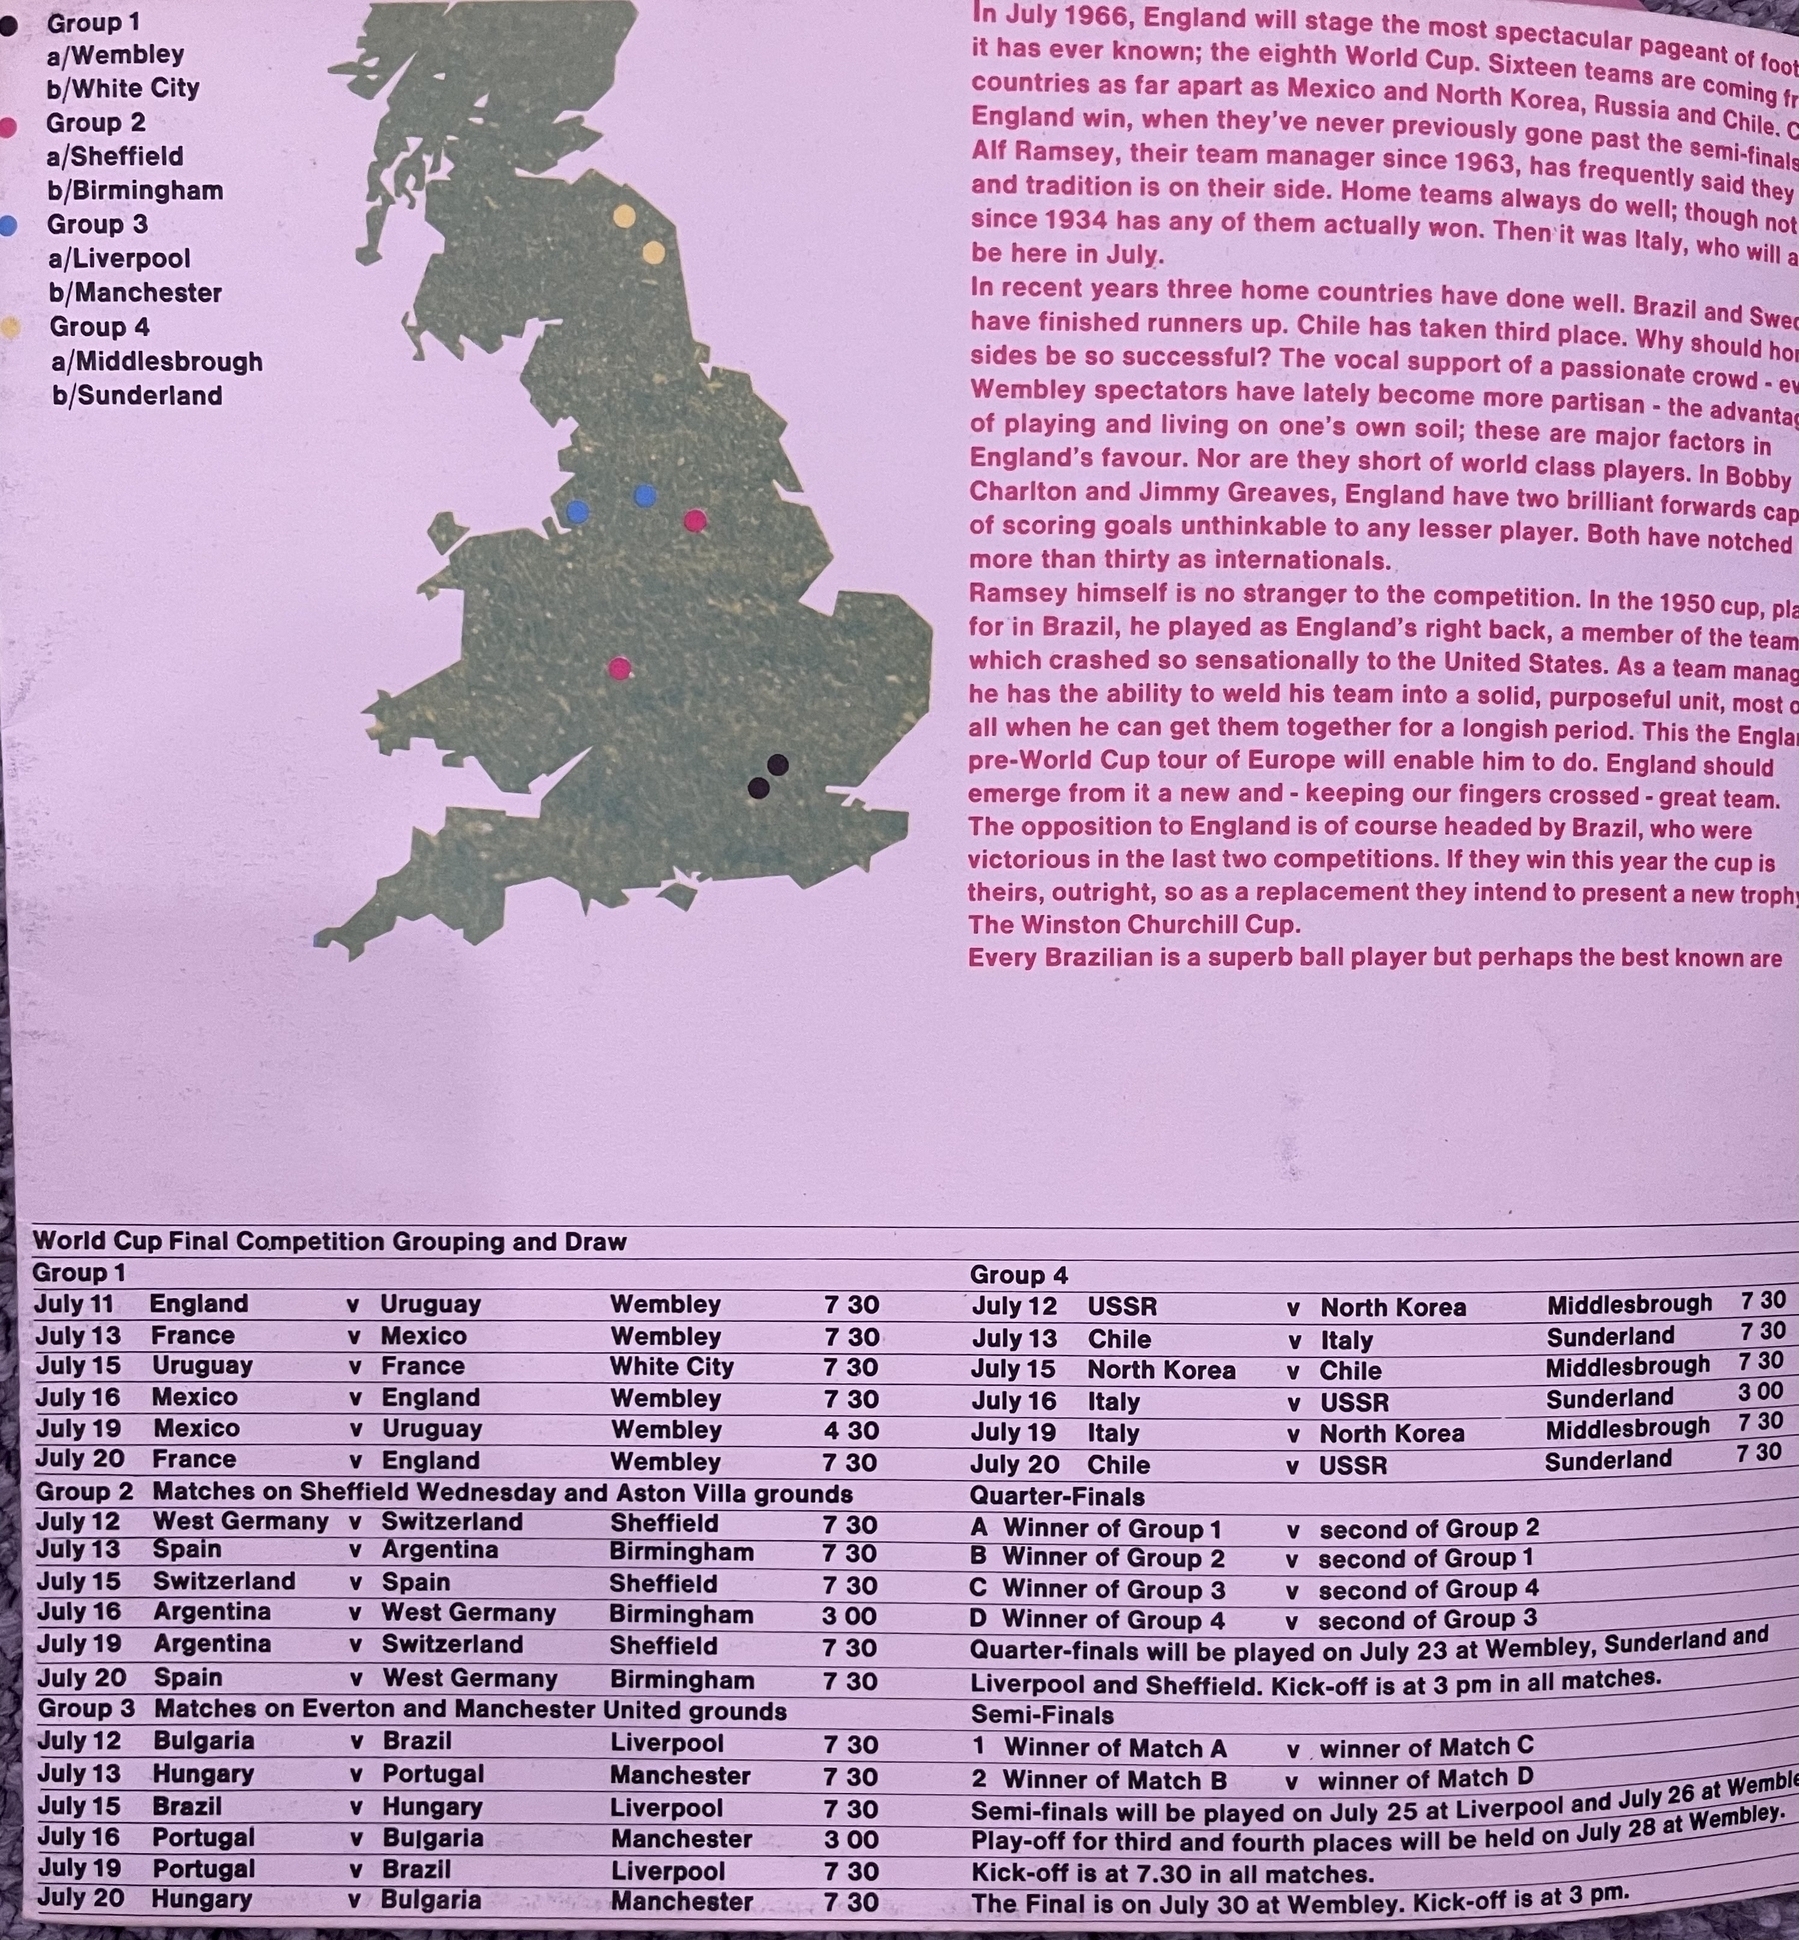 Group 1
a/Wembley
b/White City
Group 2
a/Sheffield
b/Birmingham
Group 3
a/Liverpool
b/Manchester
Group 4
a/Middlesbrough
b/Sunderland
In July 1966, England will stage the most spectacular pageant of foot
it has ever known; the eighth World Cup. Sixteen teams are coming fr
countries as far apart as Mexico and North Korea, Russia and Chile. C
England win, when they've never previously gone past the semi-finals
Alf Ramsey, their team manager since 1963, has frequently said they
and tradition is on their side. Home teams always do well; though not
since 1934 has any of them actually won. Then it was Italy, who will a
be here in July.
In recent years three home countries have done well. Brazil and Swed
have finished runners up. Chile has taken third place. Why should hom
sides be so successful? The vocal support of a passionate crowd - ev
Wembley spectators have lately become more partisan - the advantag
of playing and living on one's own soil; these are major factors in
England's favour. Nor are they short of world class players. In Bobby
Charlton and Jimmy Greaves, England have two brilliant forwards cap
of scoring goals unthinkable to any lesser player. Both have notched
more than thirty as internationals.
Ramsey himself is no stranger to the competition. In the 1950 cup, pla
for in Brazil, he played as England's right back, a member of the team
which crashed so sensationally to the United States. As a team manag
he has the ability to weld his team into a solid, purposeful unit, most o
all when he can get them together for a longish period. This the Englan
pre-World Cup tour of Europe will enable him to do. England should
emerge from it a new and - keeping our fingers crossed - great team.
The opposition to England is of course headed by Brazil, who were
victorious in the last two competitions. If they win this year the cup is
theirs, outright, so as a replacement they intend to present a new trophy
The Winston Churchill Cup.
Every Brazilian is a superb ball player but perhaps the best known are
World Cup Final Competition Grouping and Draw
Group 1
July 11 England v Uruguay Wembley 7 30
July 13 France v Mexico Wembley 7 30
July 15 Uruguay v France White City 7 30
July 16 Mexico v England Wembley 7 30
July 19 Mexico v Uruguay Wembley 4 30
July 20 France v England Wembley 7 30
Group 2 Matches on Sheffield Wednesday and Aston Villa grounds
July 12 West Germany v Switzerland Sheffield 7 30
July 13 Spain v Argentina Birmingham 7 30
July 15 Switzerland v Spain Sheffield 7 30
July 16 Argentina v West Germany Birmingham 3 00
July 19 Argentina v Switzerland Sheffield 7 30
July 20 Spain v West Germany Birmingham 7 30
Group 3 Matches on Everton and Manchester United grounds
July 12 Bulgaria v Brazil Liverpool 7 30
July 13 Hungary v Portugal Manchester 7 30
July 15 Brazil v Hungary Liverpool 7 30
July 16 Portugal v Bulgaria Manchester 3 00
July 19 Portugal v Brazil Liverpool 7 30
July 20 Hungary v Bulgaria Manchester 7 30
Group 4
July 12 USSR v North Korea Middlesbrough 7 30
July 13 Chile v Italy Sunderland 7 30
July 15 North Korea v Chile Middlesbrough 7 30
July 16 Italy v USSR Sunderland 3 00
July 19 Italy v North Korea Middlesbrough 7 30
July 20 Chile v USSR Sunderland 7 30
Quarter-Finals
A Winner of Group 1 v second of Group 2
B Winner of Group 2 v second of Group 1
C Winner of Group 3 v second of Group 4
D Winner of Group 4 v second of Group 3
Quarter-finals will be played on July 23 at Wembley, Sunderland and
Liverpool and Sheffield. Kick-off is at 3 pm in all matches.
Semi-Finals
1 Winner of Match A v winner of Match C
2 Winner of Match B v winner of Match D
Semi-finals will be played on July 25 at Liverpool and July 26 at Wemble
Play-off for third and fourth places will be held on July 28 at Wembley.
Kick-off is at 7.30 in all matches.
The Final is on July 30 at Wembley. Kick-off is at 3 pm.